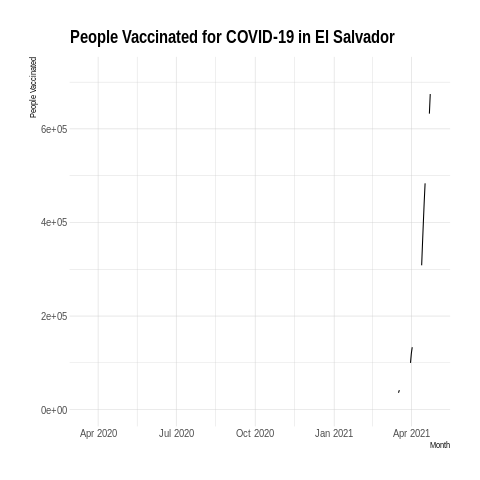 People Vaccinated for COVID-19 in El Salvador
People Vaccinated
6e+05
4e+05
2e+05
0e+00
Apr 2020 Jul 2020 Oct 2020 Jan 2021 Apr 2021
Month